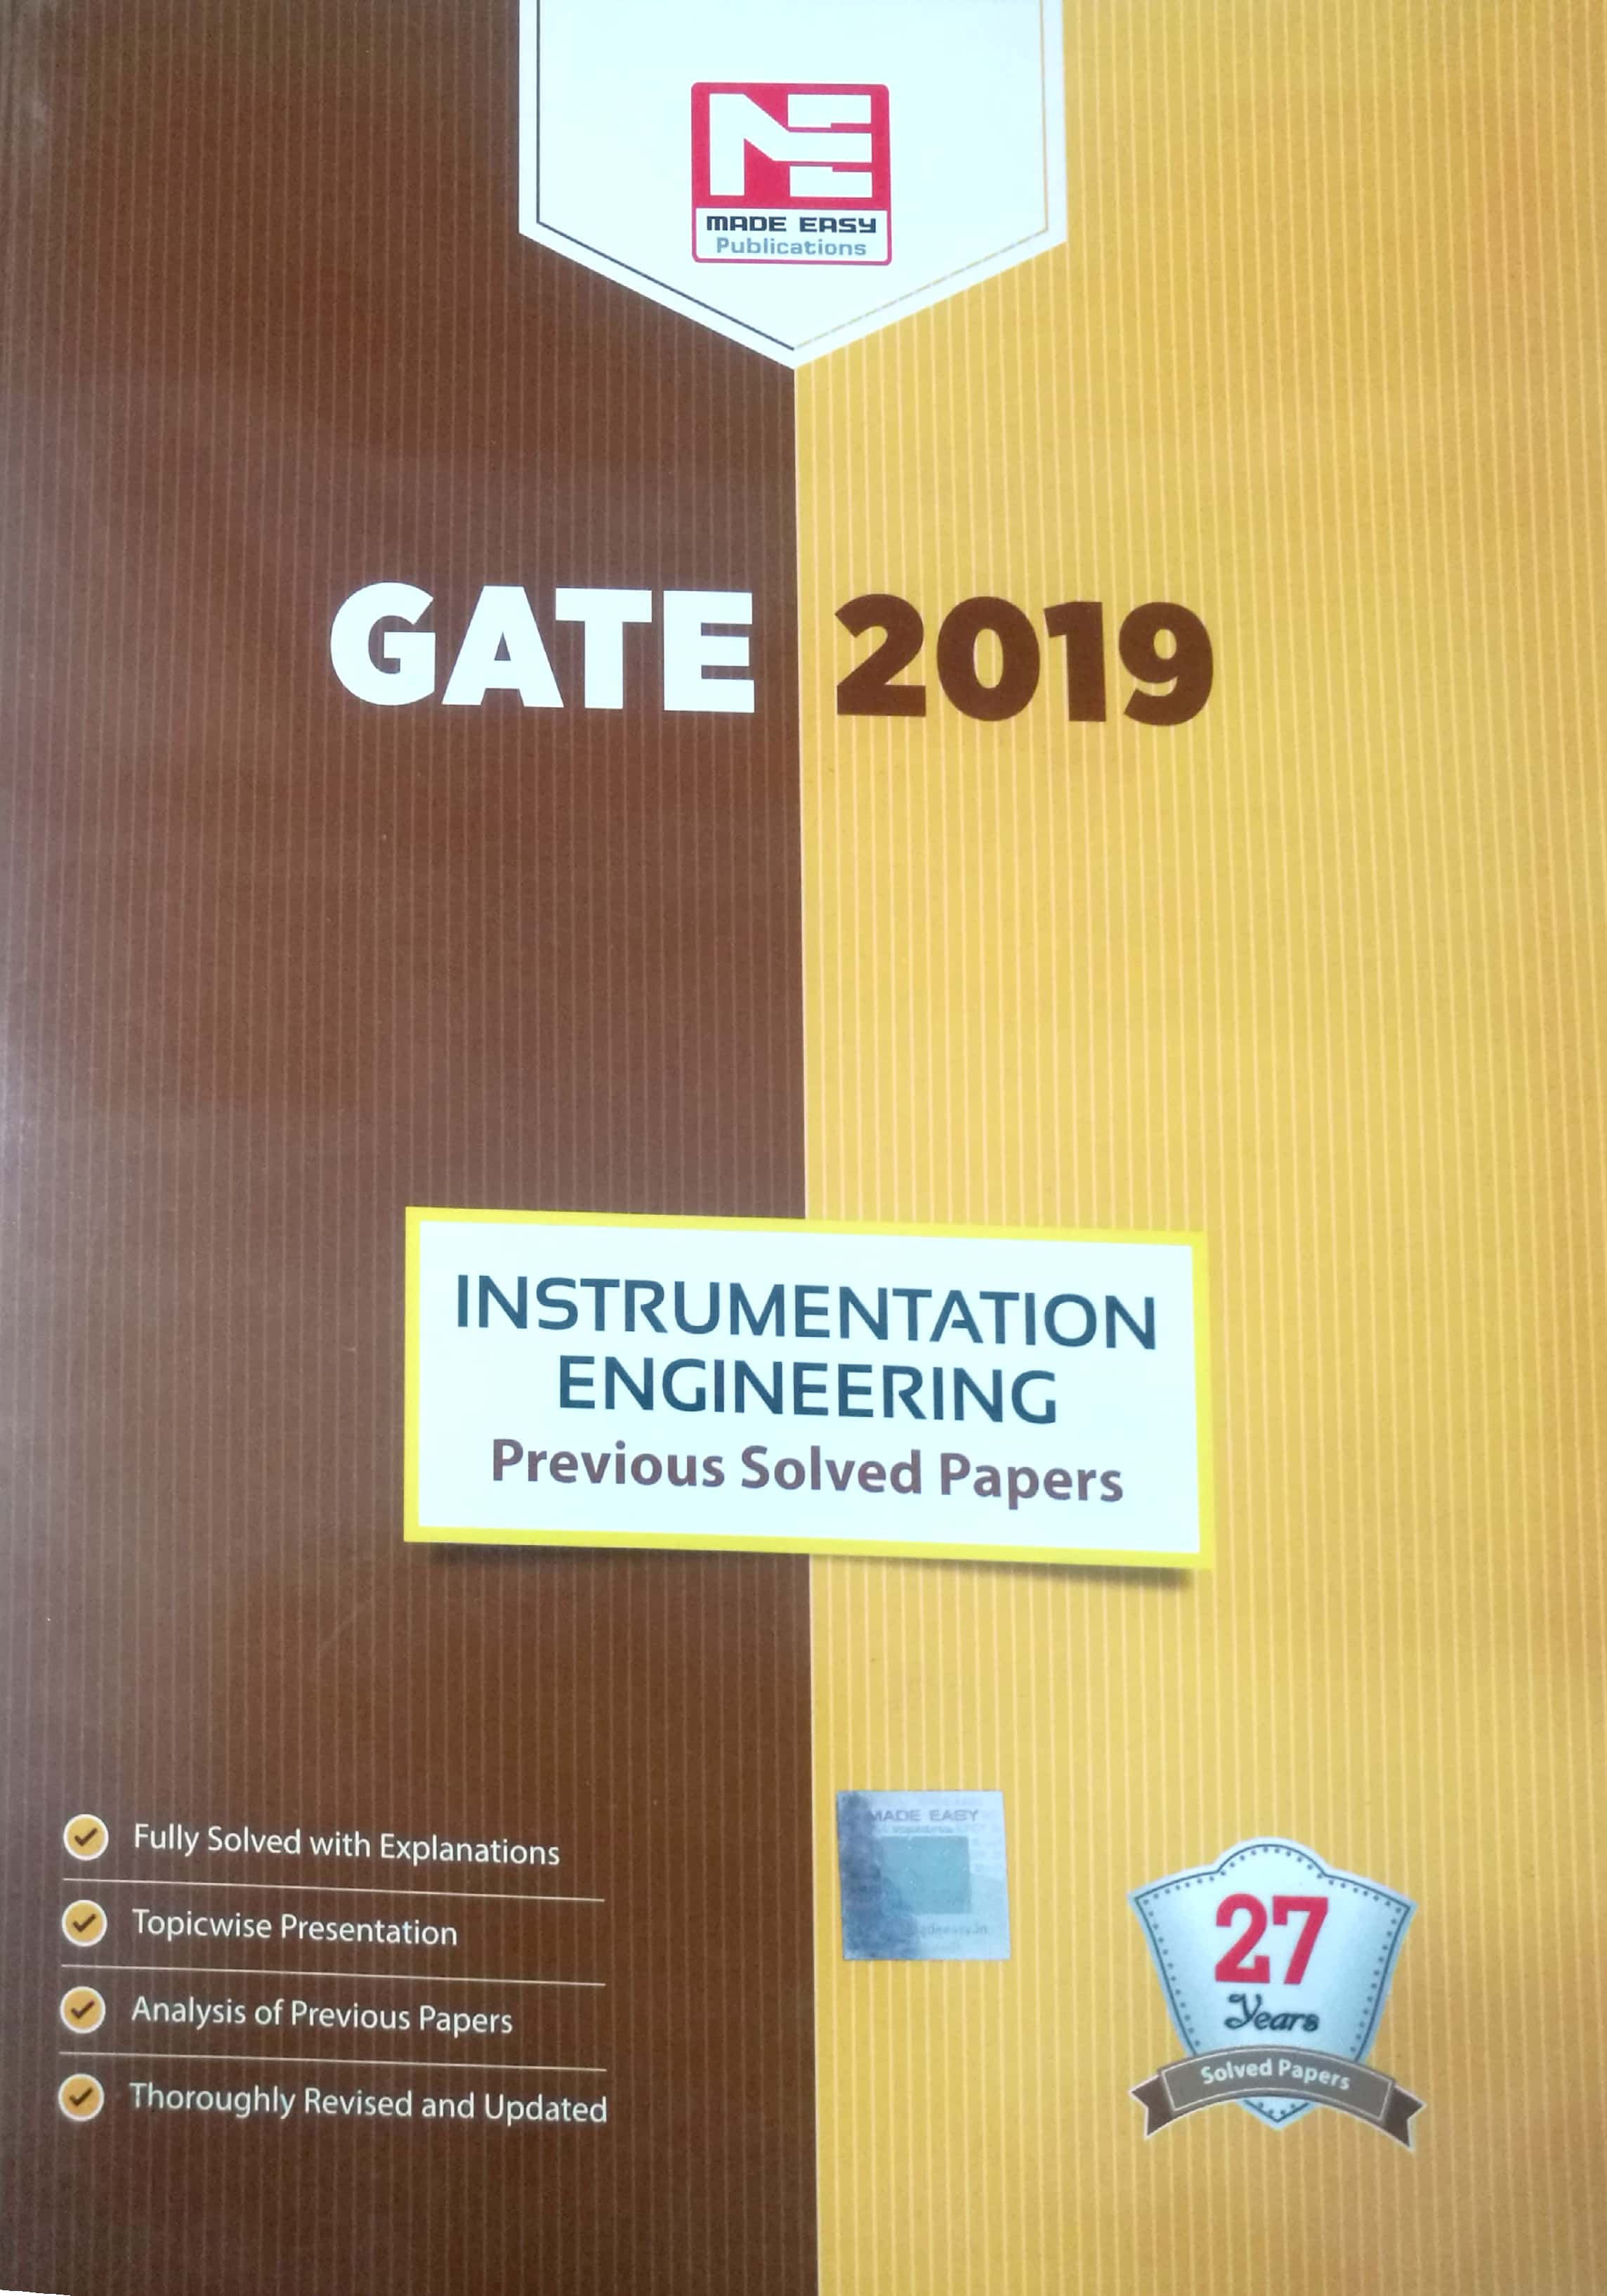 MADE EASY
Publications
GATE 2019
INSTRUMENTATION
ENGINEERING
Previous Solved Papers
Fully Solved with Explanations
Topicwise Presentation
Analysis of Previous Papers
Thoroughly Revised and Updated
MADE EASY
27
Years
Solved Papers